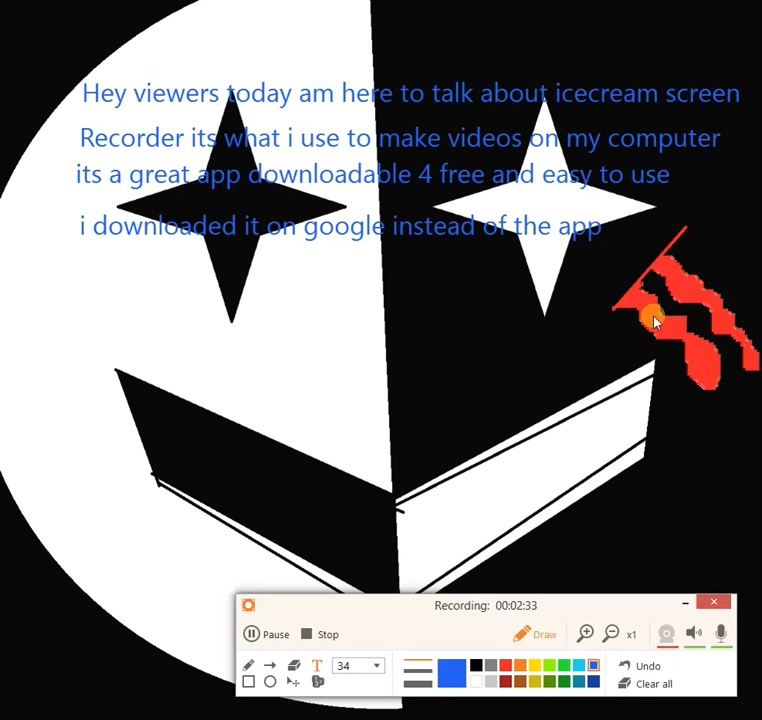 Hey viewers today am here to talk about icecream screen
Recorder its what i use to make videos on my computer
its a great app downloadable 4 free and easy to use
i downloaded it on google instead of the app
Recording: 00:02:33
Pause Stop Draw x1
T 34 Undo
Clear all